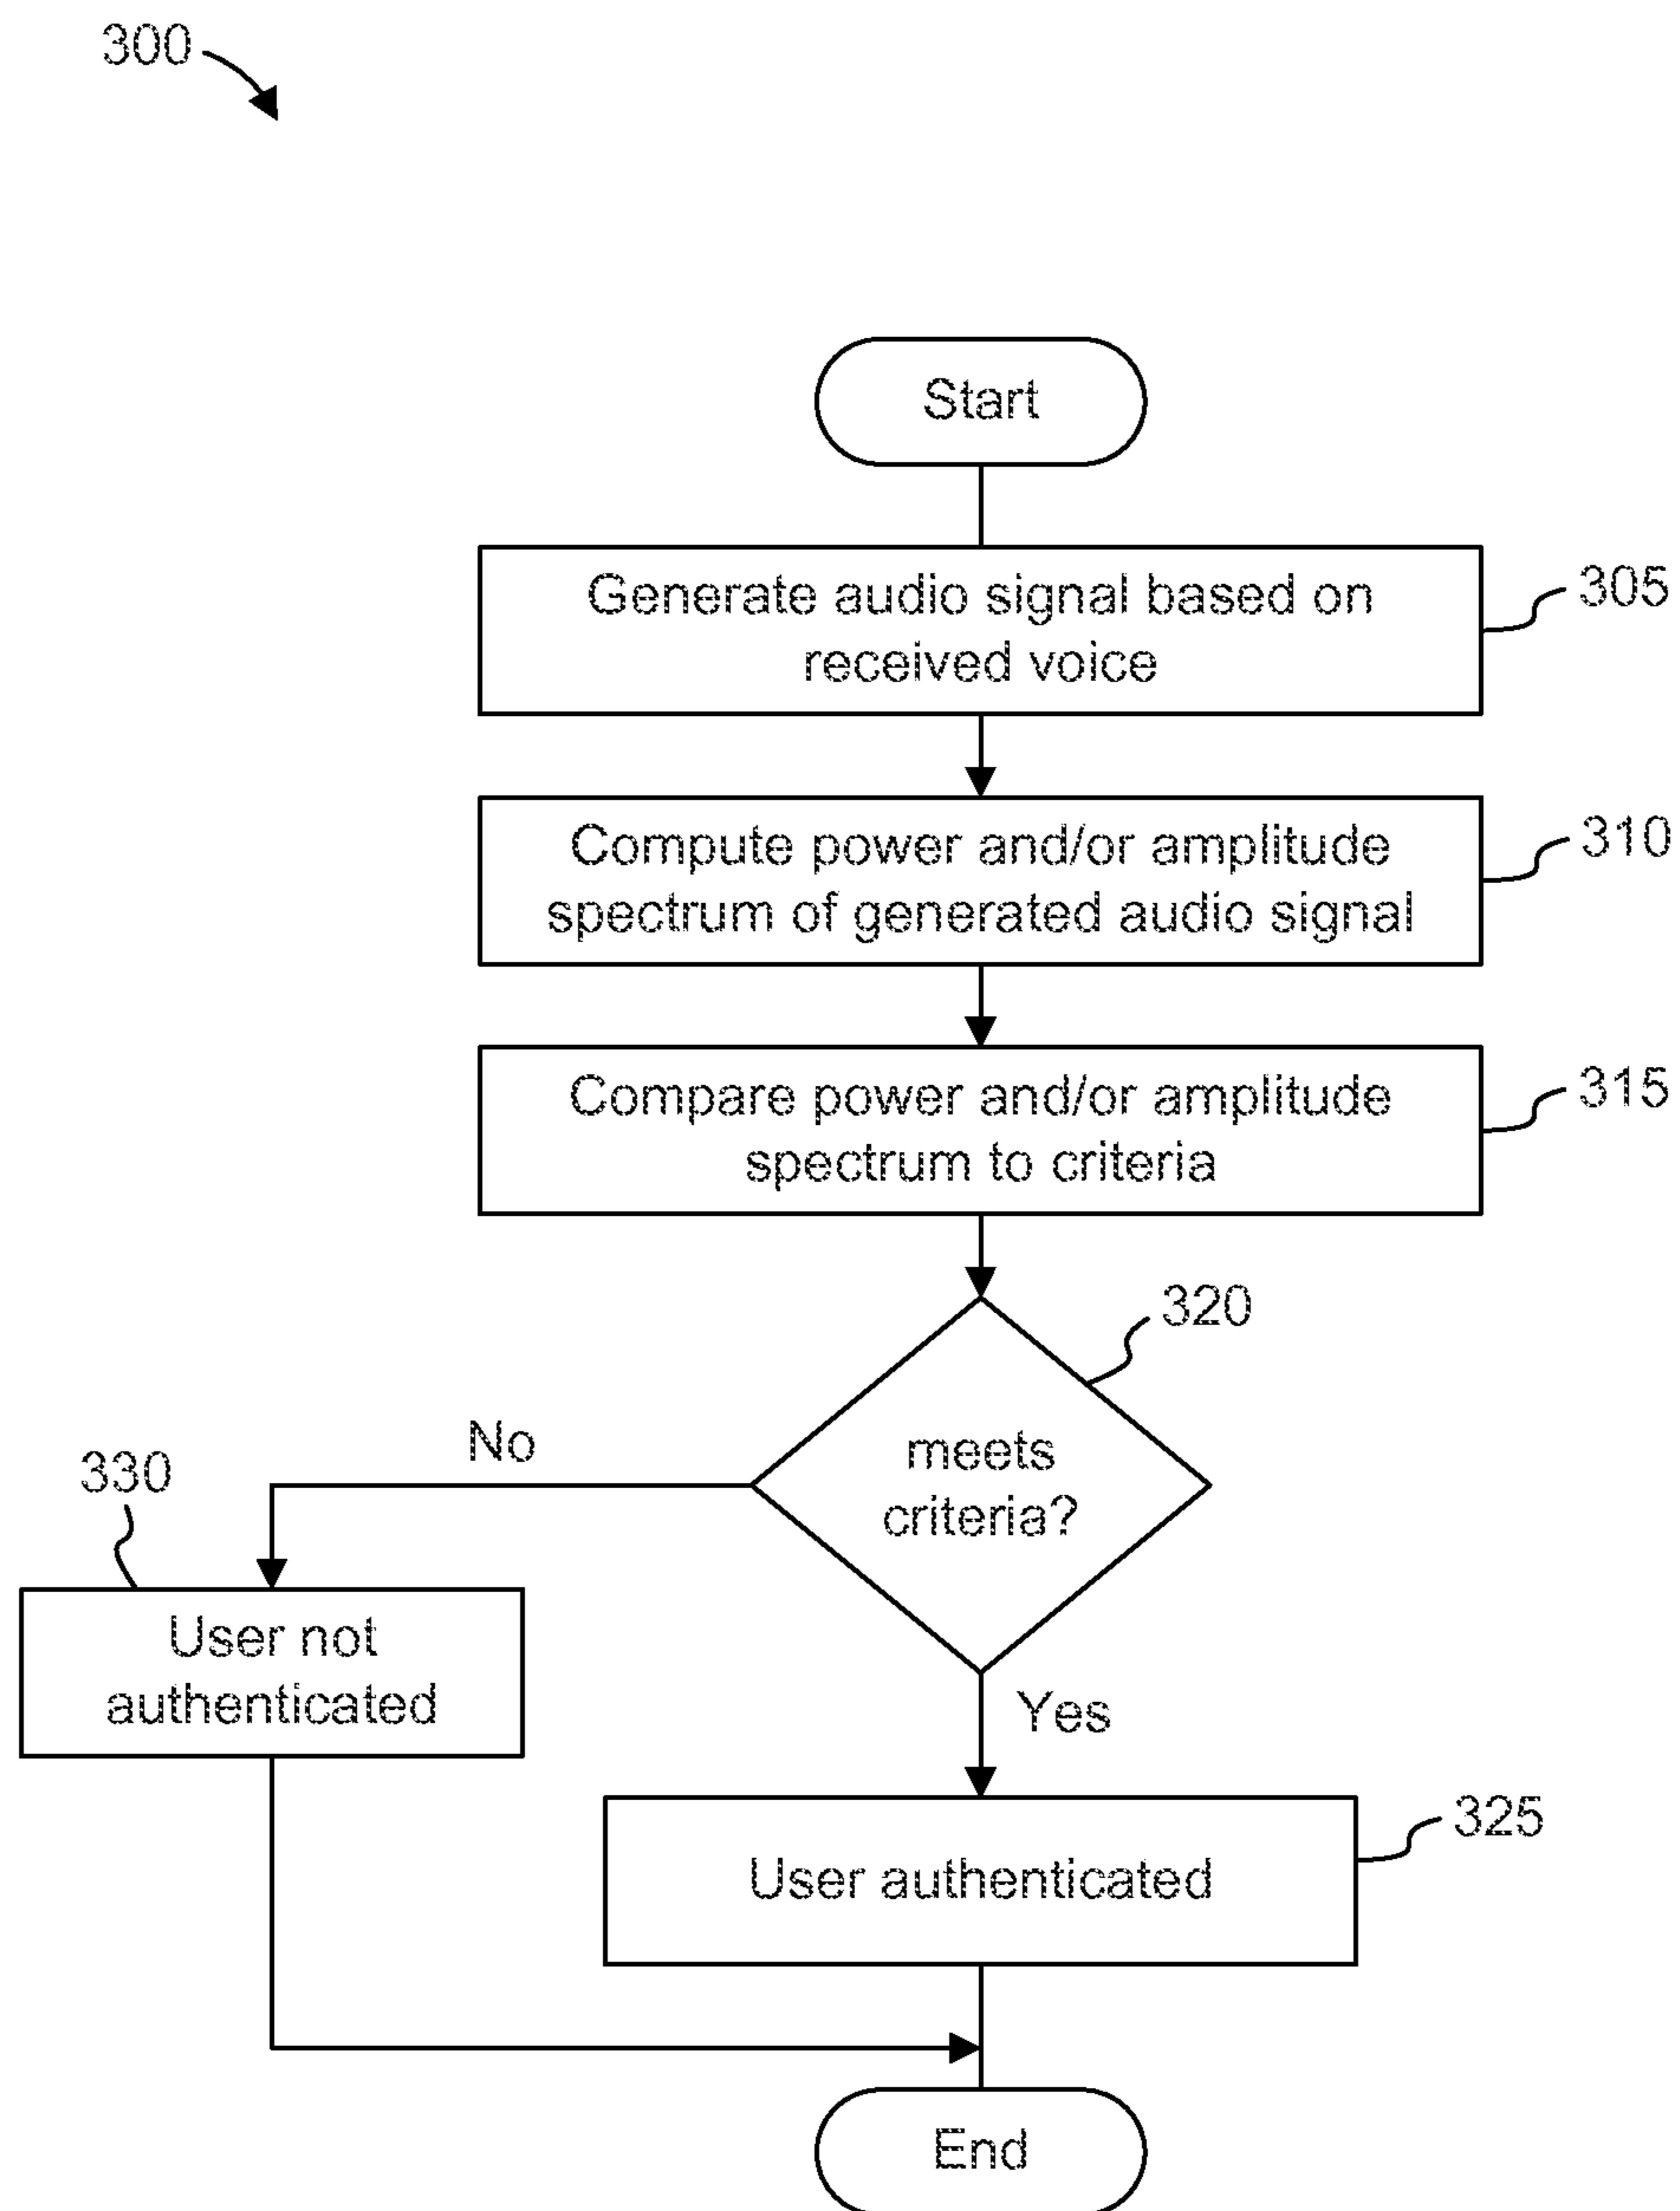 300
Start
Generate audio signal based on
received voice
305
Compute power and/or amplitude
spectrum of generated audio signal
310
Compare power and/or amplitude
spectrum to criteria
315
320
meets
criteria?
No
330
User not
authenticated
Yes
User authenticated
325
End